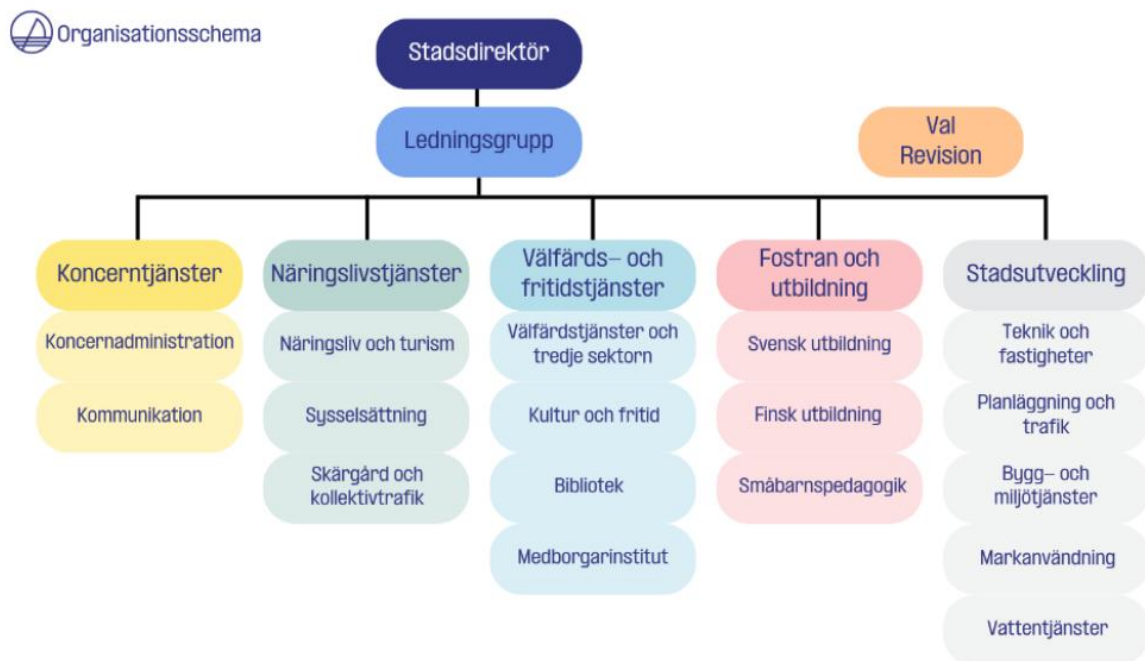 Organisationsschema
Stadsdirektör
Ledningsgrupp
Val
Revision
Koncerntjänster
Koncernadministration
Kommunikation
Näringslivstjänster
Näringsliv och turism
Sysselsättning
Skärgård och
kollektivtrafik
Välfärds– och
fritidstjänster
Välfärdstjänster och
tredje sektorn
Kultur och fritid
Bibliotek
Medborgarinstitut
Fostran och
utbildning
Svensk utbildning
Finsk utbildning
Småbarnspedagogik
Stadsutveckling
Teknik och
fastigheter
Planläggning och
trafik
Bygg– och
miljötjänster
Markanvändning
Vattentjänster